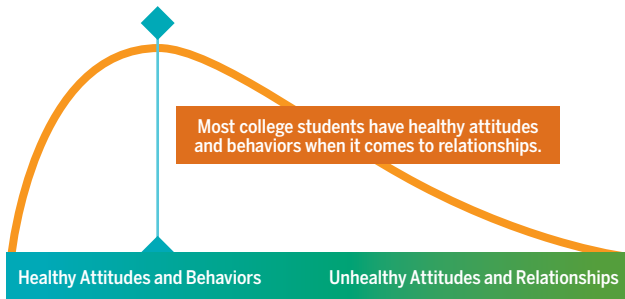 Most college students have healthy attitudes
and behaviors when it comes to relationships.
Healthy Attitudes and Behaviors
Unhealthy Attitudes and Relationships